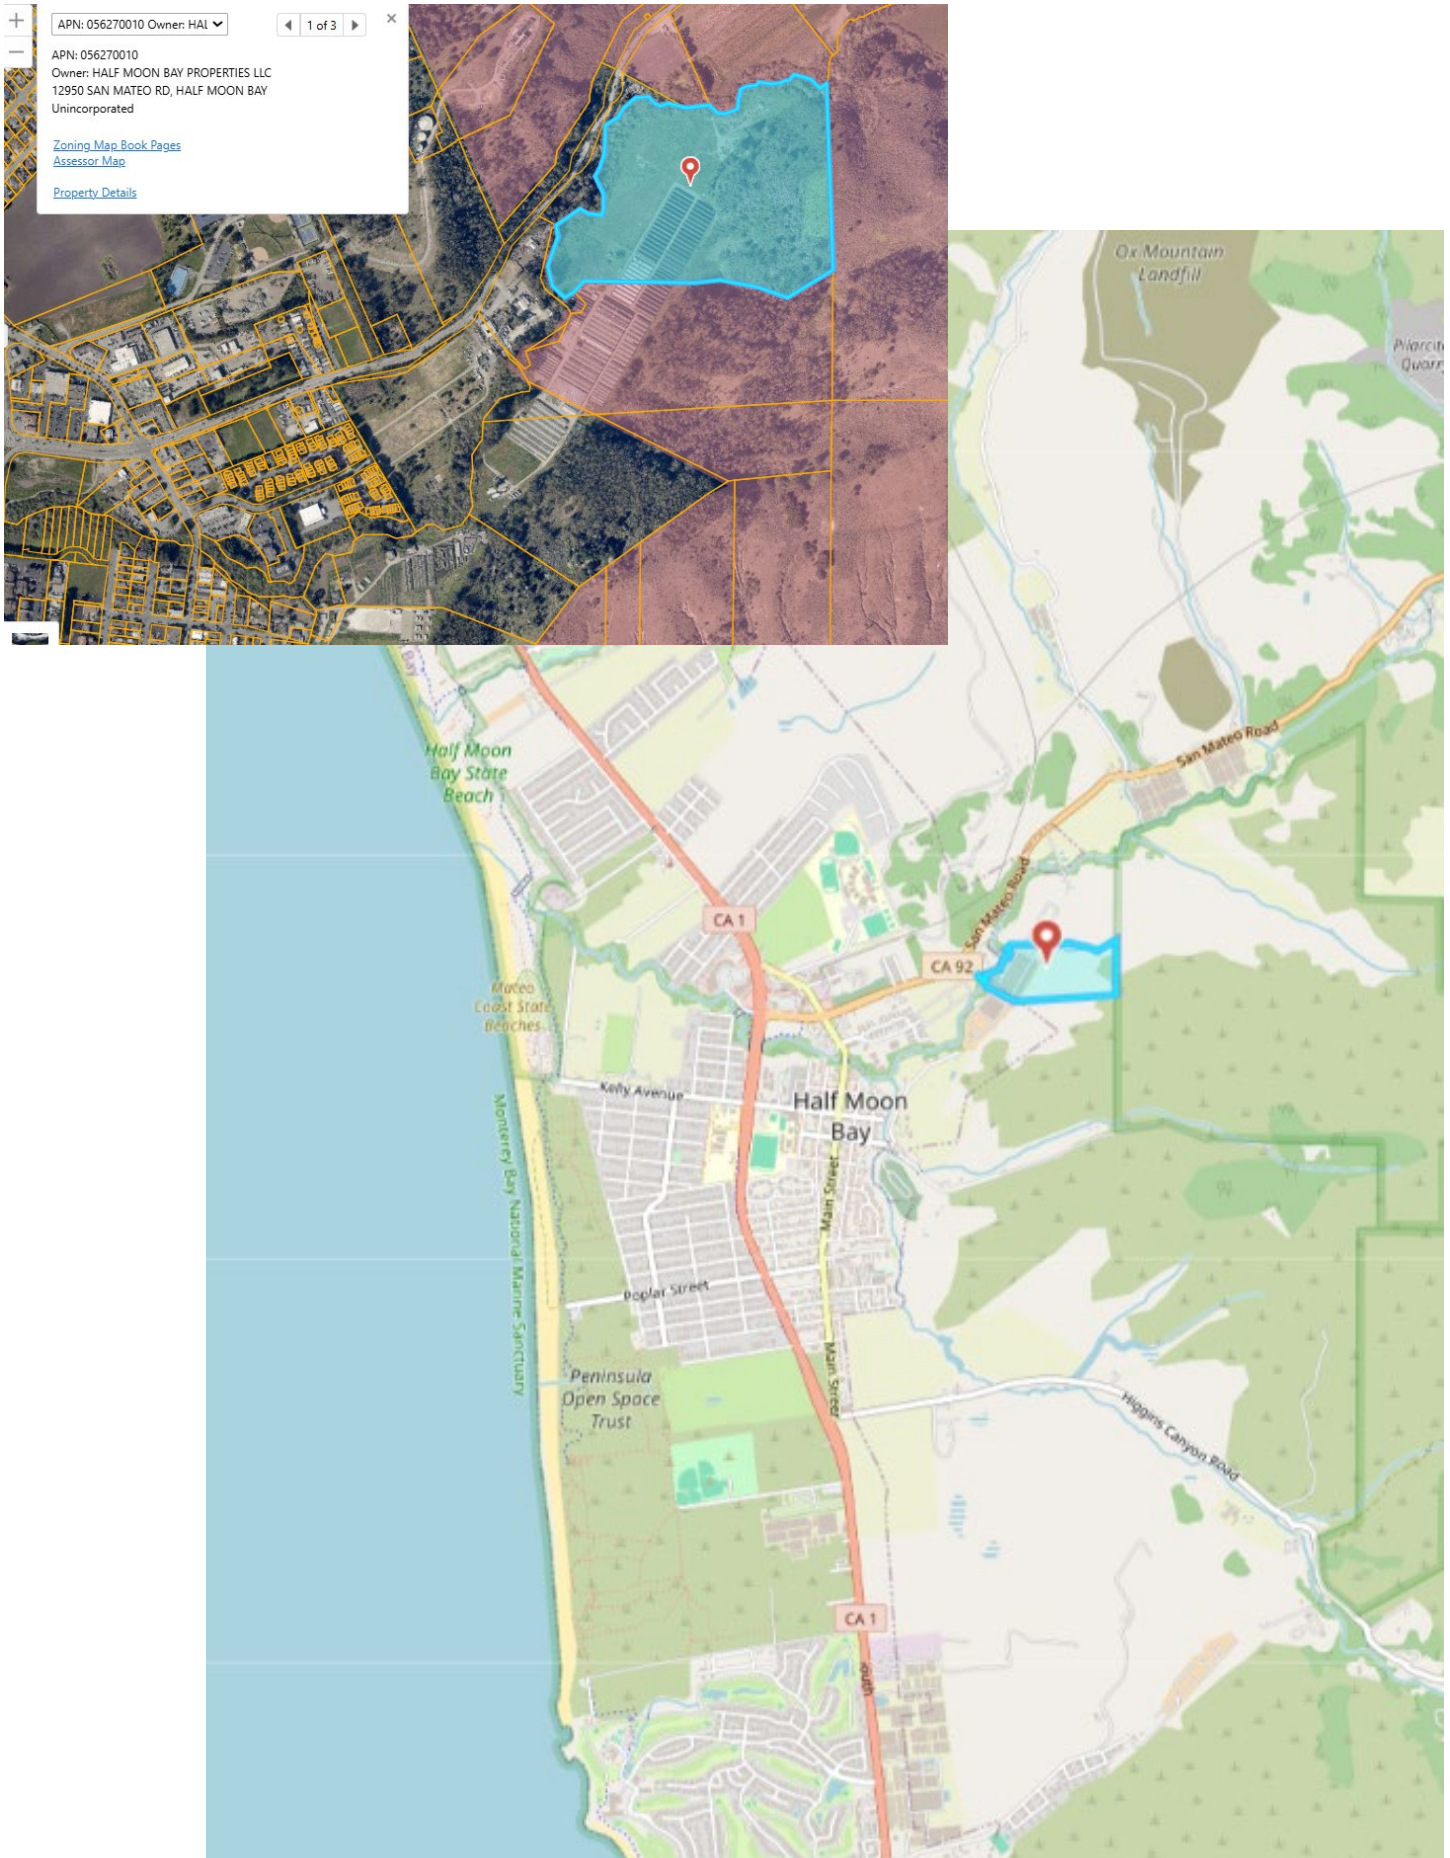 APN: 056270010 Owner: HAL
1 of 3
APN: 056270010
Owner: HALF MOON BAY PROPERTIES LLC
12950 SAN MATEO RD, HALF MOON BAY
Unincorporated
Zoning Map Book Pages
Assessor Map
Property Details
Ox Mountain
Landfill
Pilarcit
Quarr
Bay
San Mateo Road
Half Moon
Bay State
Beach
San Mateo Road
CA 1
CA 92
Mateo
Coast State
Beaches
Kelly Avenue
Half Moon
Bay
Monterey Bay National Marine Sanctuary
Main Street
Poplar Street
Main Street
Peninsula
Open Space
Trust
Higgins Canyon Road
CA 1
outh